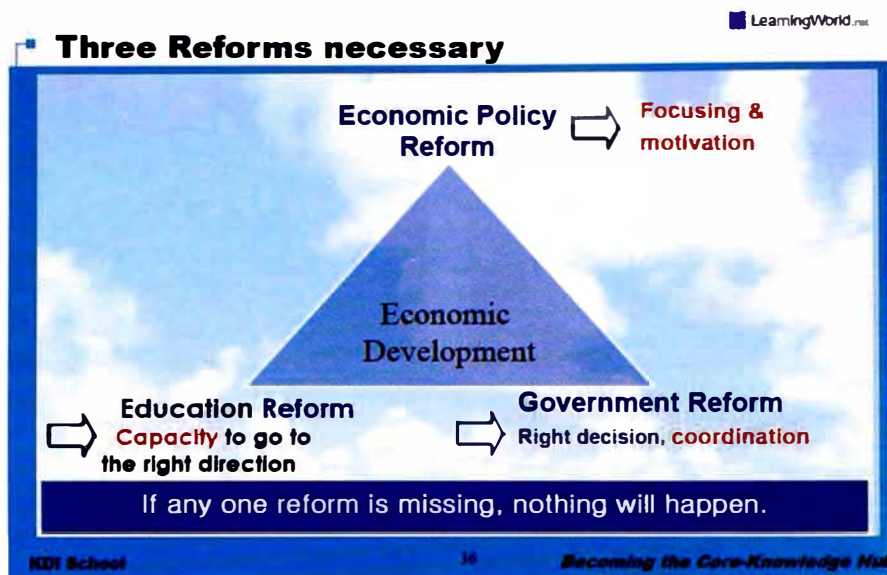 LearningWorld.net
Three Reforms necessary
Economic Policy
Reform
Focusing &
motivation
Economic
Development
Education Reform
Capacity to go to
the right direction
Government Reform
Right decision, coordination
If any one reform is missing, nothing will happen.
KDI School
36
Becoming the Core-Knowledge Hu